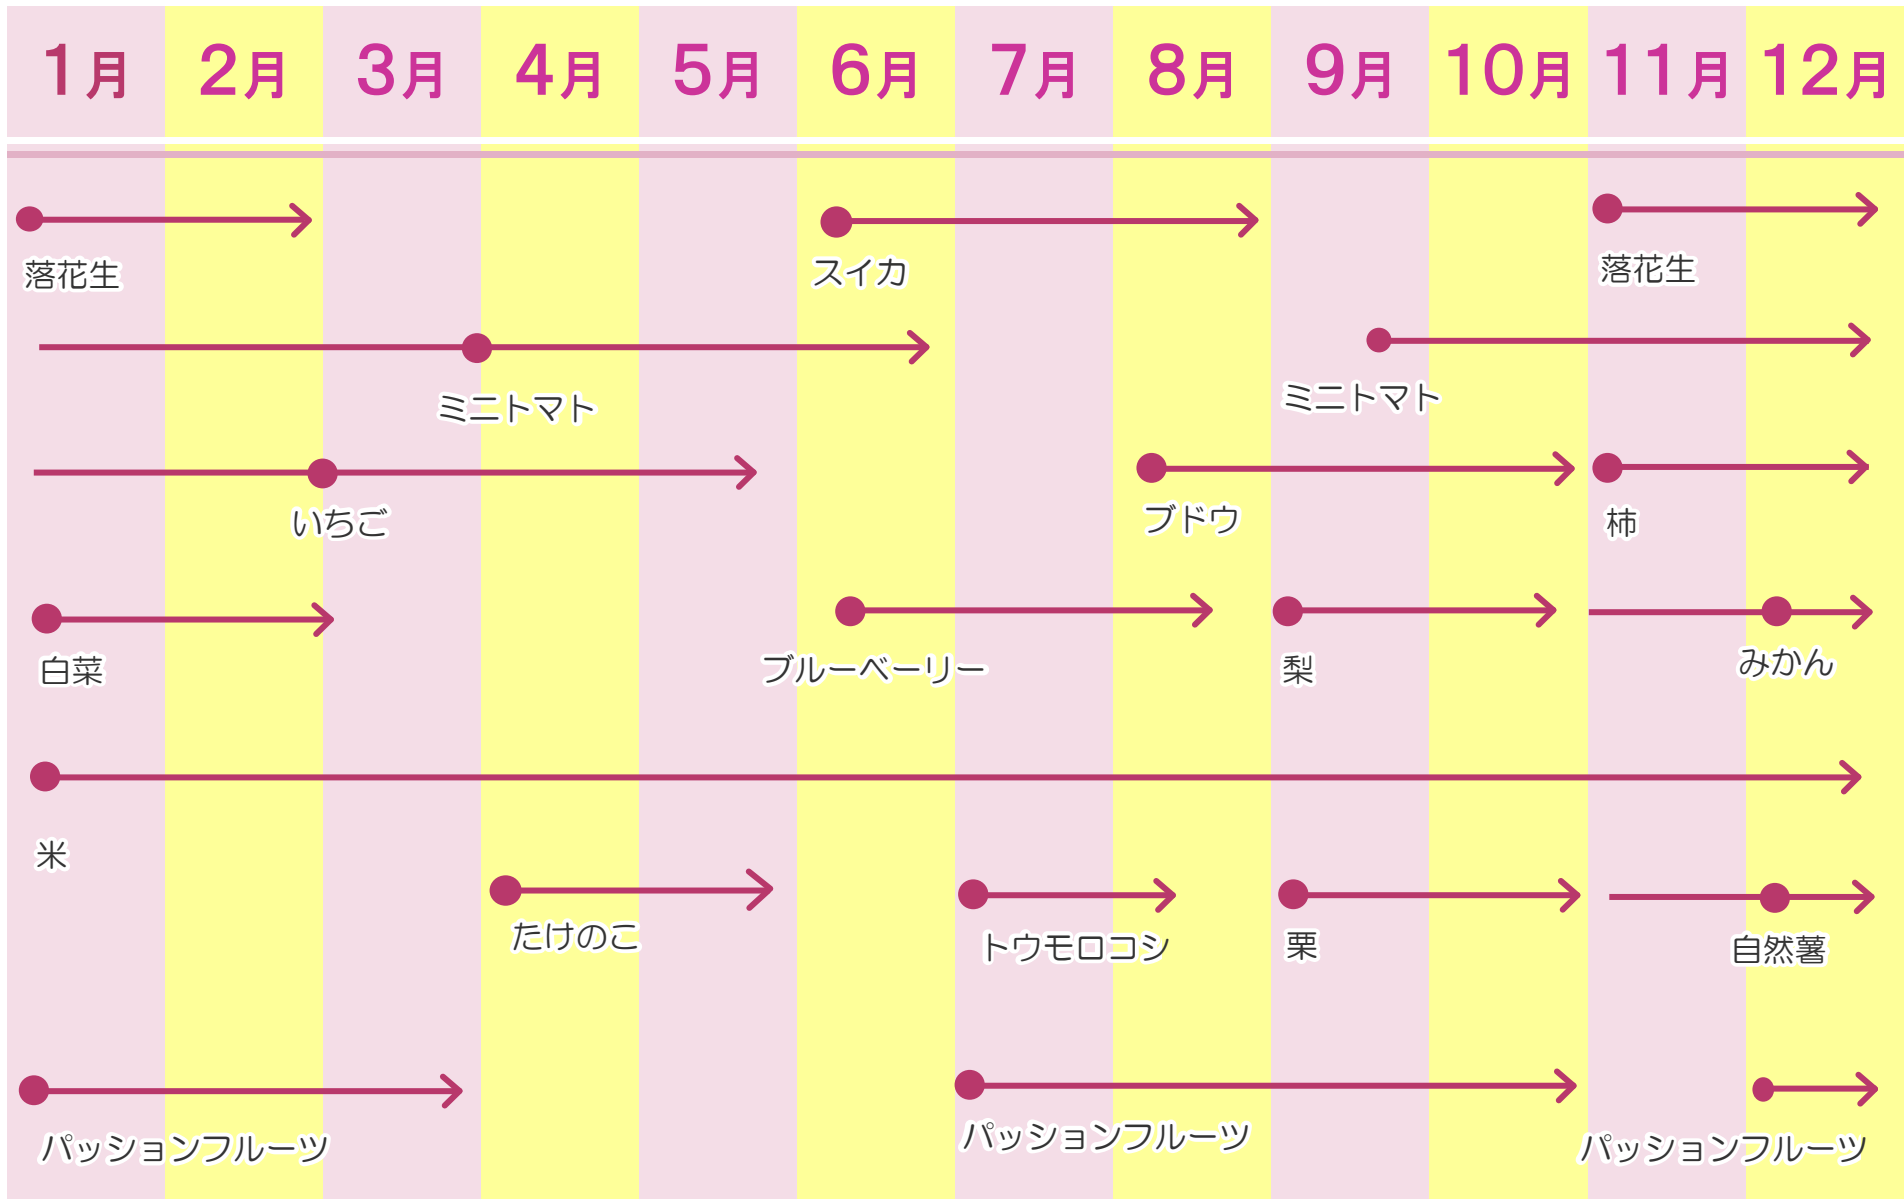 1月 2月 3月 4月 5月 6月 7月 8月 9月 10月 11月 12月
落花生 スイカ 落花生
ミニトマト ミニトマト
いちご ブドウ 柿
白菜 ブルーベーリー 梨 みかん
米
たけのこ トウモロコシ 栗 自然薯
パッションフルーツ パッションフルーツ パッションフルーツ